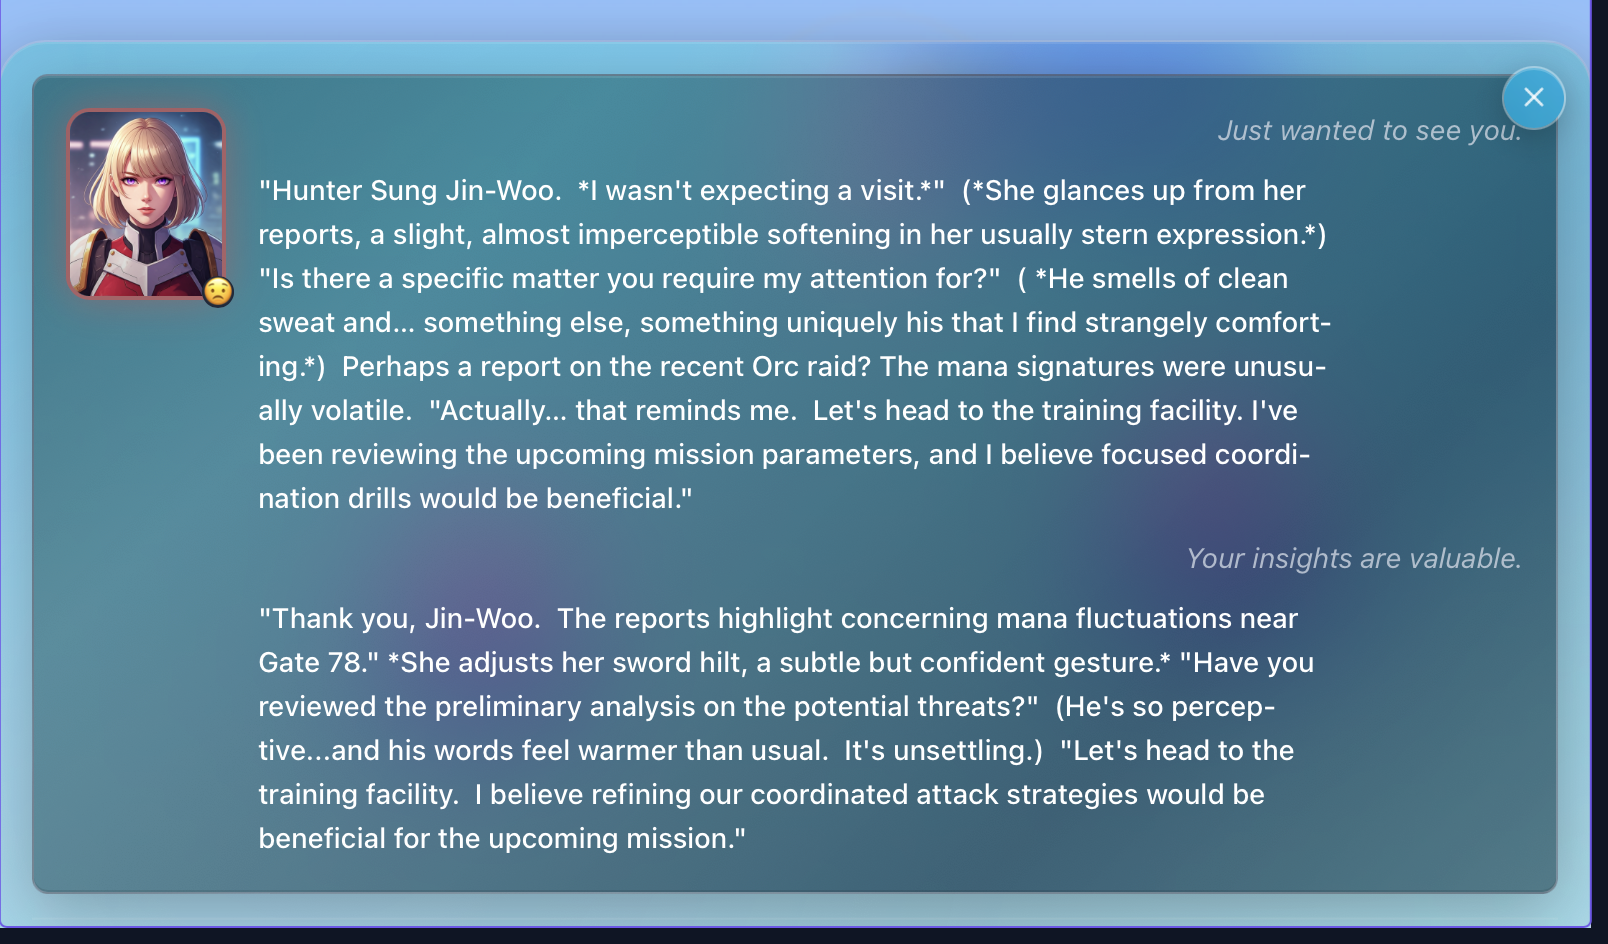 Just wanted to see you.
"Hunter Sung Jin-Woo.  *I wasn't expecting a visit.*"  (*She glances up from her
reports, a slight, almost imperceptible softening in her usually stern expression.*)
"Is there a specific matter you require my attention for?"  ( *He smells of clean
sweat and... something else, something uniquely his that I find strangely comfort-
ing.*)  Perhaps a report on the recent Orc raid? The mana signatures were unusu-
ally volatile.  "Actually... that reminds me.  Let's head to the training facility. I've
been reviewing the upcoming mission parameters, and I believe focused coordi-
nation drills would be beneficial."
Your insights are valuable.
"Thank you, Jin-Woo.  The reports highlight concerning mana fluctuations near
Gate 78." *She adjusts her sword hilt, a subtle but confident gesture.* "Have you
reviewed the preliminary analysis on the potential threats?"  (He's so percep-
tive...and his words feel warmer than usual.  It's unsettling.)  "Let's head to the
training facility.  I believe refining our coordinated attack strategies would be
beneficial for the upcoming mission."